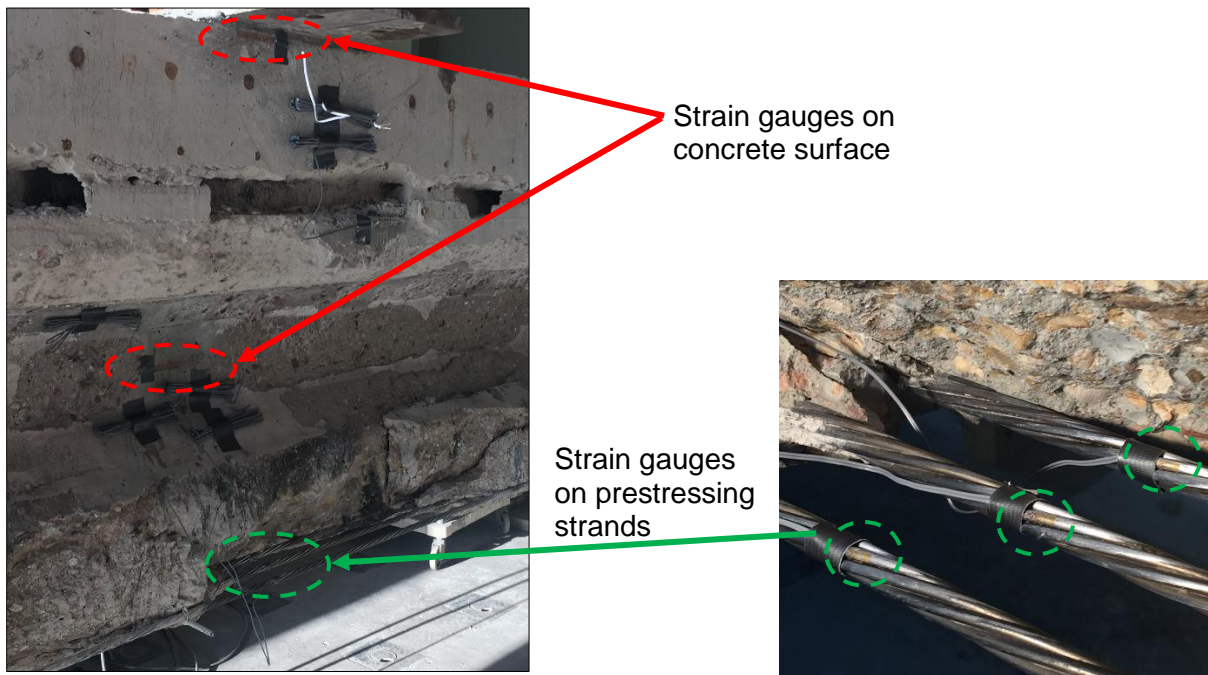 Strain gauges on
concrete surface
Strain gauges
on prestressing
strands